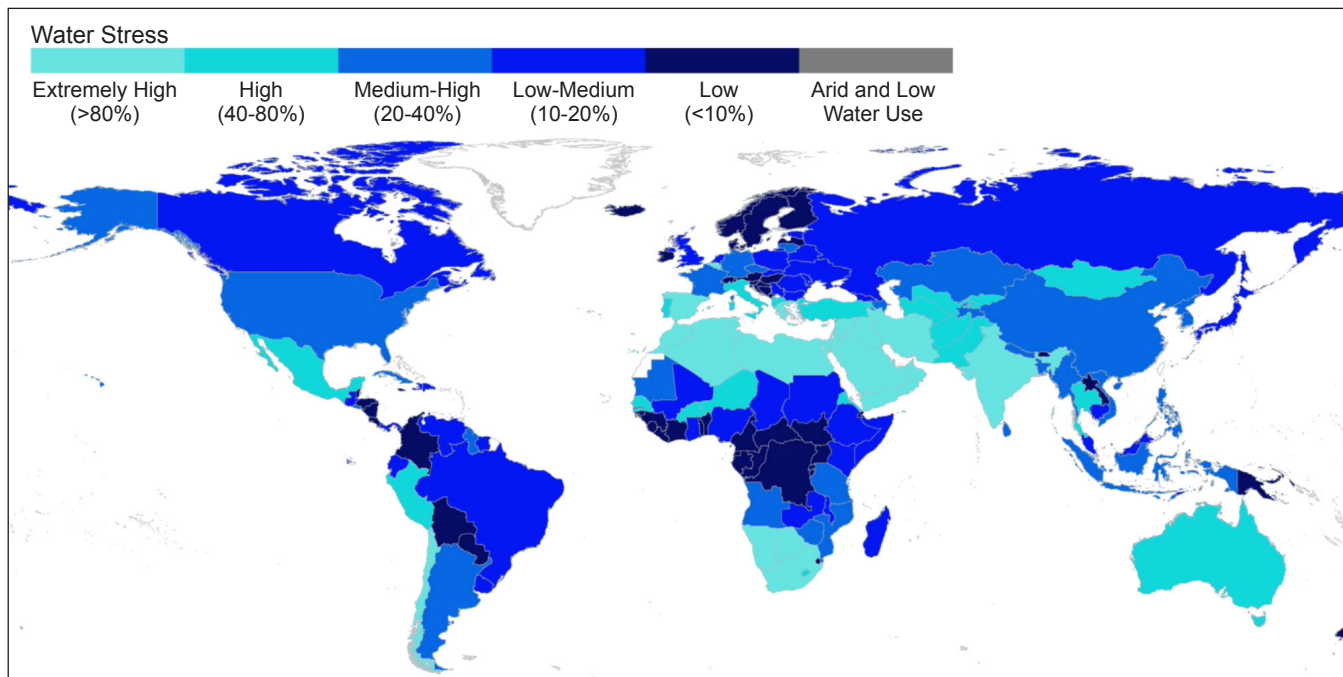 Water Stress
Extremely High
(>80%)
High
(40-80%)
Medium-High
(20-40%)
Low-Medium
(10-20%)
Low
(<10%)
Arid and Low
Water Use